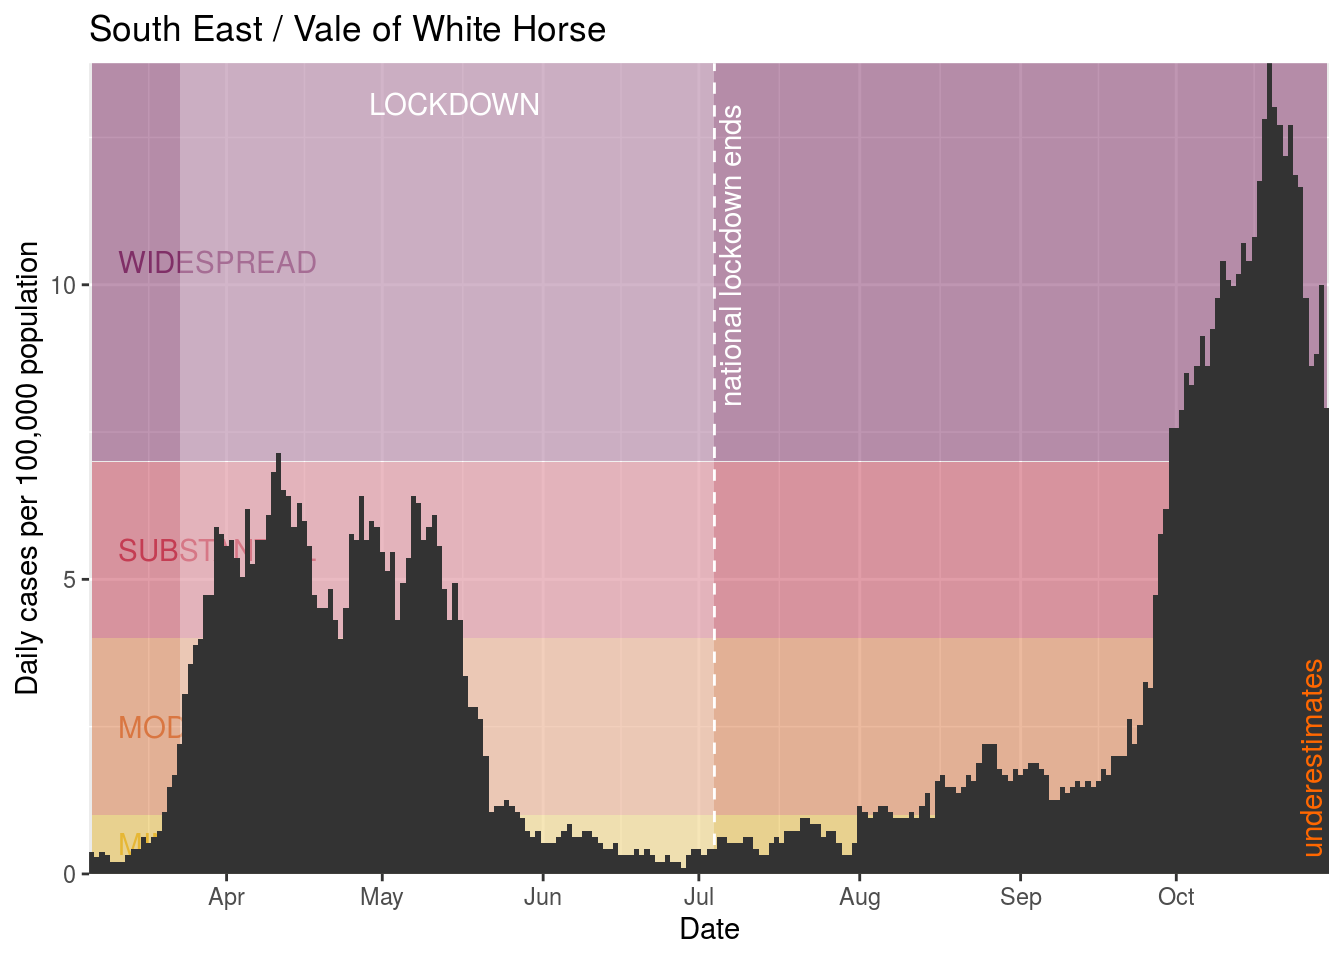 South East / Vale of White Horse
Daily cases per 100,000 population
10
5
0
LOCKDOWN
national lockdown ends
WIDESPREAD
underestimates
Apr
May
Jun
Jul
Aug
Sep
Oct
Date